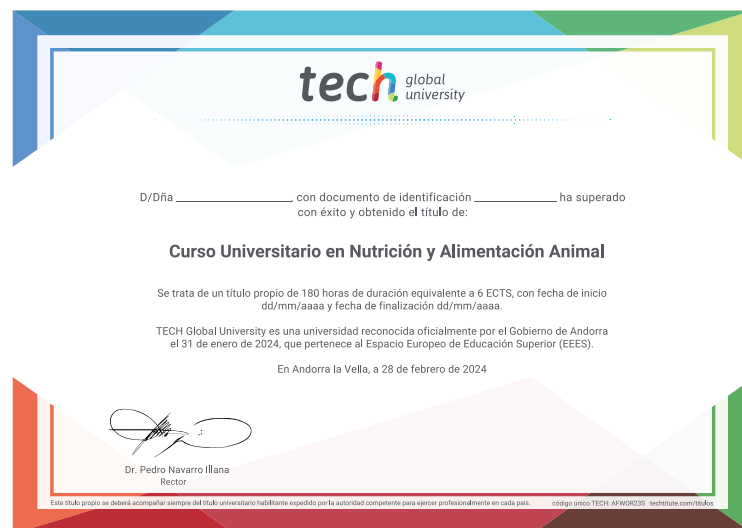 tech global university
D/Dña ____________, con documento de identificación ____________ ha superado
con éxito y obtenido el título de:
Curso Universitario en Nutrición y Alimentación Animal
Se trata de un título propio de 180 horas de duración equivalente a 6 ECTS, con fecha de inicio
dd/mm/aaaa y fecha de finalización dd/mm/aaaa.
TECH Global University es una universidad reconocida oficialmente por el Gobierno de Andorra
el 31 de enero de 2024, que pertenece al Espacio Europeo de Educación Superior (EEES).
En Andorra la Vella, a 28 de febrero de 2024
Dr. Pedro Navarro Illana
Rector
Este título propio se deberá acompañar siempre del título universitario habilitante expedido por la autoridad competente para ejercer profesionalmente en cada país. código único TECH: AFWOR23S techtitute.com/titulos